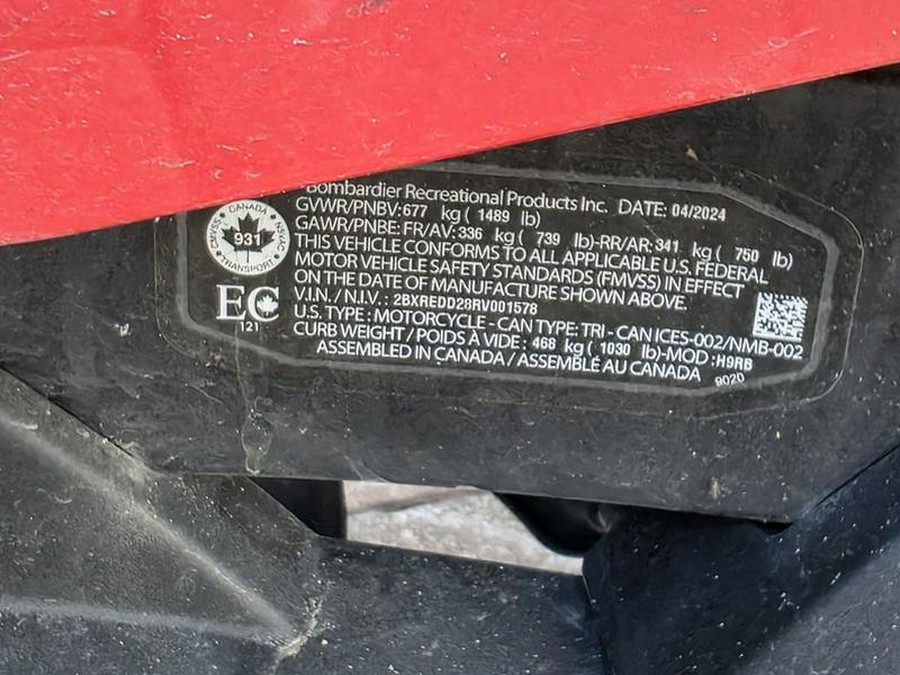 Bombardier Recreational Products Inc. DATE: 04/2024
GVWR/PNBV: 677 kg ( 1489 lb)
GAWR/PNBE: FR/AV: 336 kg ( 739 lb)-RR/AR: 341 kg ( 750 lb)
THIS VEHICLE CONFORMS TO ALL APPLICABLE U.S. FEDERAL
MOTOR VEHICLE SAFETY STANDARDS (FMVSS) IN EFFECT
ON THE DATE OF MANUFACTURE SHOWN ABOVE.
V.I.N. / N.I.V. : 2BXREDD28RV001578
U.S. TYPE : MOTORCYCLE - CAN TYPE: TRI - CAN ICES-002/NMB-002
CURB WEIGHT / POIDS À VIDE : 468 kg ( 1030 lb)-MOD : H9RB
ASSEMBLED IN CANADA / ASSEMBLÉ AU CANADA 9020
CANADA
CMVSS
931
NSVAC
TRANSPORT
EC
121